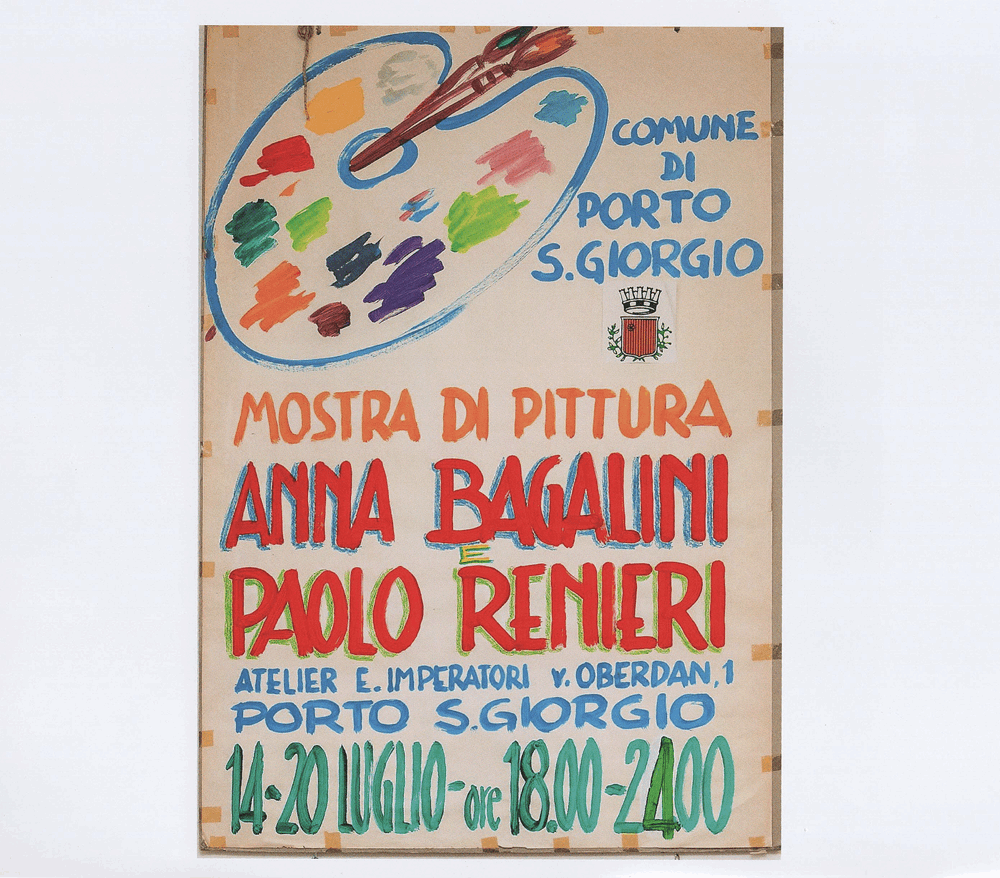 COMUNE
DI
PORTO
S.GIORGIO
MOSTRA DI PITTURA
ANNA BAGALINI
E
PAOLO RENIERI
ATELIER E. IMPERATORI v. OBERDAN, 1
PORTO S.GIORGIO
14-20 LUGLIO - ore 18.00-24.00